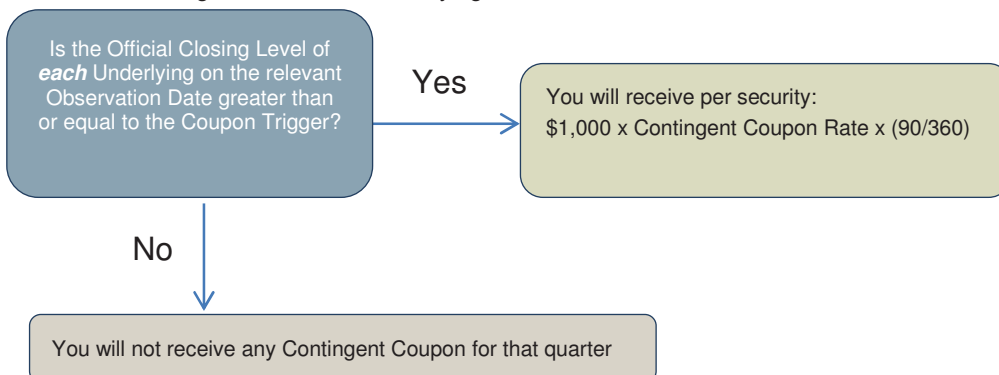 Is the Official Closing Level of
each Underlying on the relevant
Observation Date greater than
or equal to the Coupon Trigger?
Yes
You will receive per security:
$1,000 x Contingent Coupon Rate x (90/360)
No
You will not receive any Contingent Coupon for that quarter